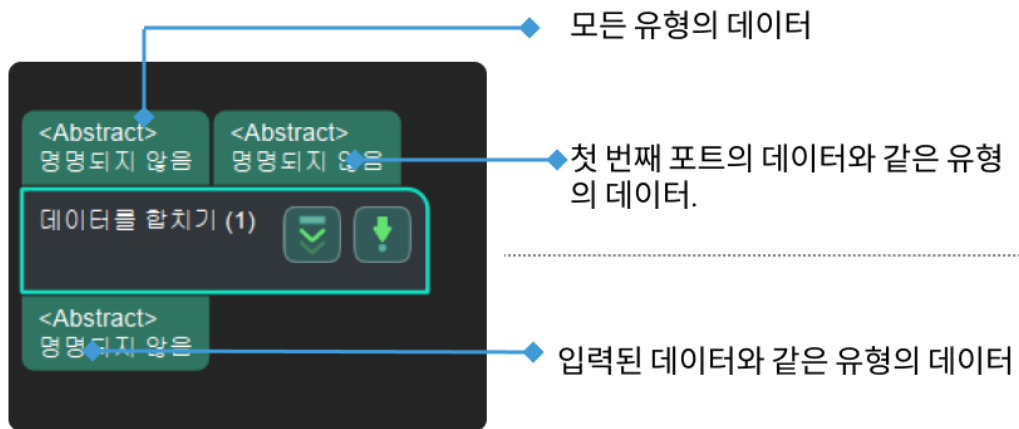 모든 유형의 데이터
<Abstract>
명명되지 않음
<Abstract>
명명되지 않음
첫 번째 포트의 데이터와 같은 유형
의 데이터.
데이터를 합치기 (1)
<Abstract>
명명되지 않음
입력된 데이터와 같은 유형의 데이터